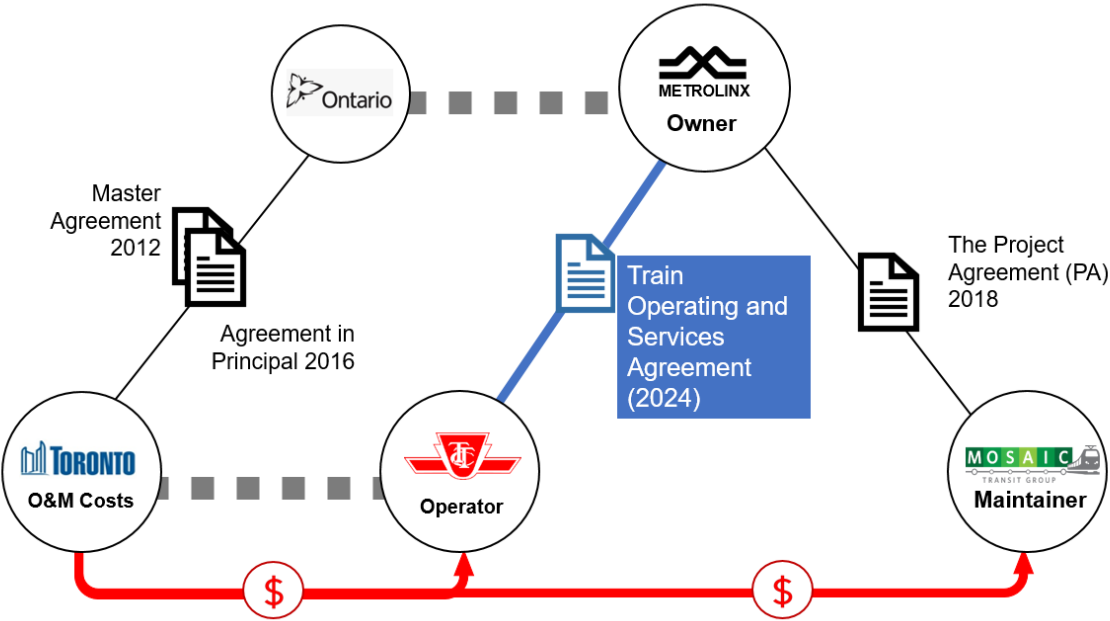 Ontario
METROLINX
Owner
Master
Agreement
2012
Agreement in
Principal 2016
Train
Operating and
Services
Agreement
(2024)
The Project
Agreement (PA)
2018
TORONTO
O&M Costs
TTC
Operator
MOSAIC
TRANSIT GROUP
Maintainer
$
$